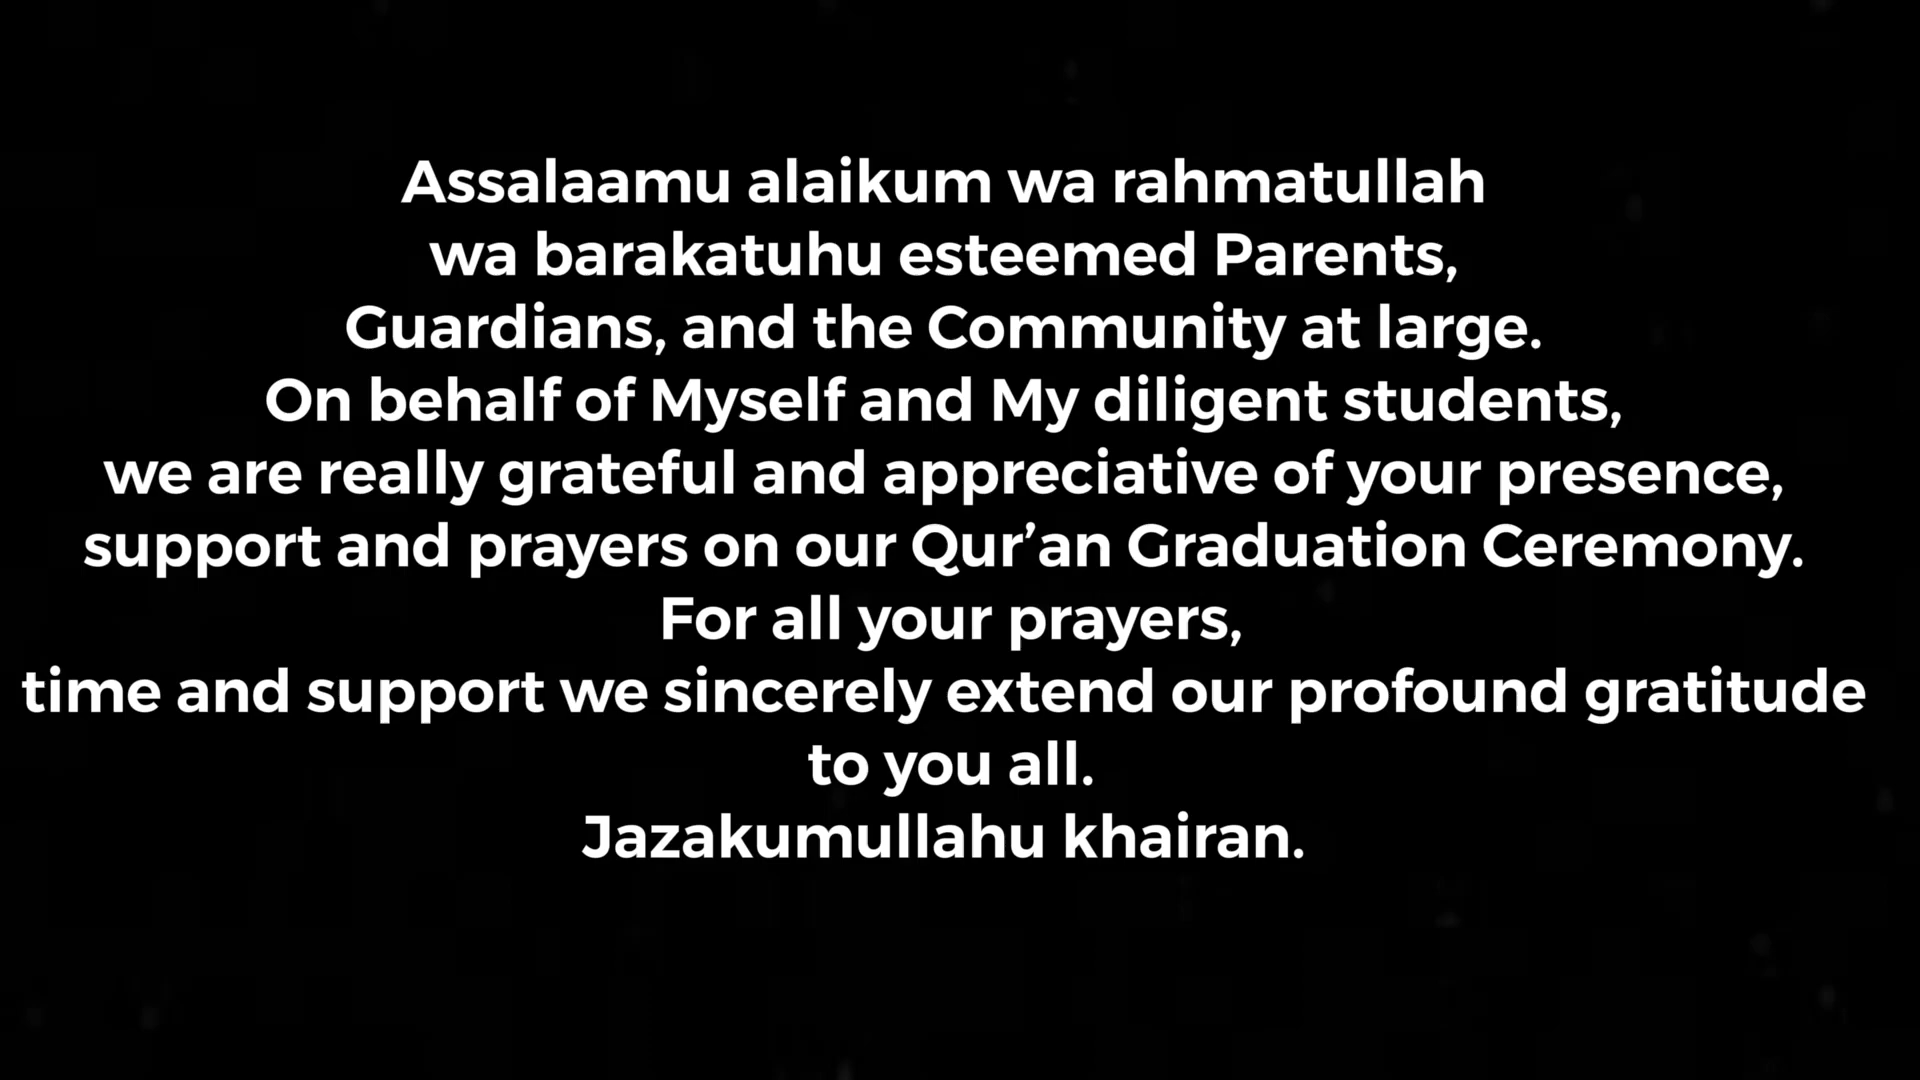 Assalaamu alaikum wa rahmatullah
wa barakatuhu esteemed Parents,
Guardians, and the Community at large.
On behalf of Myself and My diligent students,
we are really grateful and appreciative of your presence,
support and prayers on our Qur’an Graduation Ceremony.
For all your prayers,
time and support we sincerely extend our profound gratitude
to you all.
Jazakumullahu khairan.